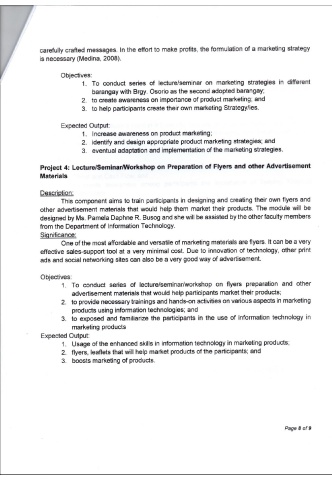 carefully crafted messages. In the effort to make profits, the formulation of a marketing strategy
is necessary (Medina, 2008).
Objectives:
1. To conduct series of lecture/seminar on marketing strategies in different
barangay with Brgy. Osorio as the second adopted barangay;
2. to create awareness on importance of product marketing; and
3. to help participants create their own marketing Strategy/ies.
Expected Output:
1. Increase awareness on product marketing;
2. identify and design appropriate product marketing strategies; and
3. eventual adaptation and implementation of the marketing strategies.
Project 4: Lecture/Seminar/Workshop on Preparation of Flyers and other Advertisement
Materials
Description:
This component aims to train participants in designing and creating their own flyers and
other advertisement materials that would help them market their products. The module will be
designed by Ms. Pamela Daphne R. Busog and she will be assisted by the other faculty members
from the Department of Information Technology.
Significance:
One of the most affordable and versatile of marketing materials are flyers. It can be a very
effective sales-support tool at a very minimal cost. Due to innovation of technology, other print
ads and social networking sites can also be a very good way of advertisement.
Objectives:
1. To conduct series of lecture/seminar/workshop on flyers preparation and other
advertisement materials that would help participants market their products;
2. to provide necessary trainings and hands-on activities on various aspects in marketing
products using information technologies; and
3. to exposed and familiarize the participants in the use of information technology in
marketing products
Expected Output:
1. Usage of the enhanced skills in information technology in marketing products;
2. flyers, leaflets that will help market products of the participants; and
3. boosts marketing of products.
Page 8 of 9